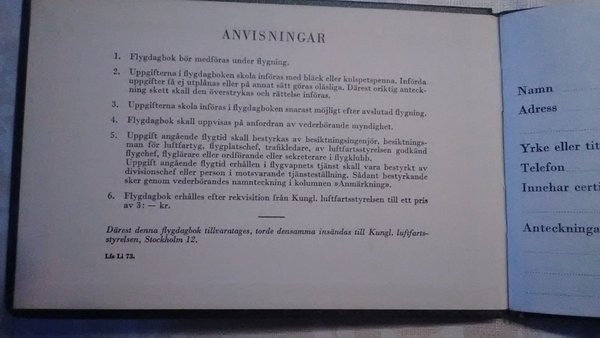 ANVISNINGAR
1. Flygdagbok bör medföras under flygning.
2. Uppgifterna i flygdagboken skola införas med bläck eller kulspetspenna. Införda
uppgifter få ej utplånas eller på annat sätt göras oläsliga. Därest oriktig anteck-
ning skett skall den överstrykas och rättelse införas.
3. Uppgifterna skola införas i flygdagboken snarast möjligt efter avslutad flygning.
4. Flygdagbok skall uppvisas på anfordran av vederbörande myndighet.
5. Uppgift angående flygtid skall bestyrkas av besiktningsingenjör, besiktnings-
man för luftfartyg, flygplatschef, trafikledare, av luftfartsstyrelsen godkänd
flygchef, flyglärare eller ordförande eller sekreterare i flygklubb.
Uppgift angående flygtid erhållen i flygvapnets tjänst skall vara bestyrkt av
divisionschef eller person i motsvarande tjänsteställning. Sådant bestyrkande
sker genom vederbörandes namnteckning i kolumnen »Anmärkning».
6. Flygdagbok erhålles efter rekvisition från Kungl. luftfartsstyrelsen till ett pris
av 3: — kr.
Därest denna flygdagbok tillvaratages, torde densamma insändas till Kungl. luftfarts-
styrelsen, Stockholm 12.
Lfs Li 73.
Namn
Adress
Yrke eller tit
Telefon
Innehar certi
Anteckninga